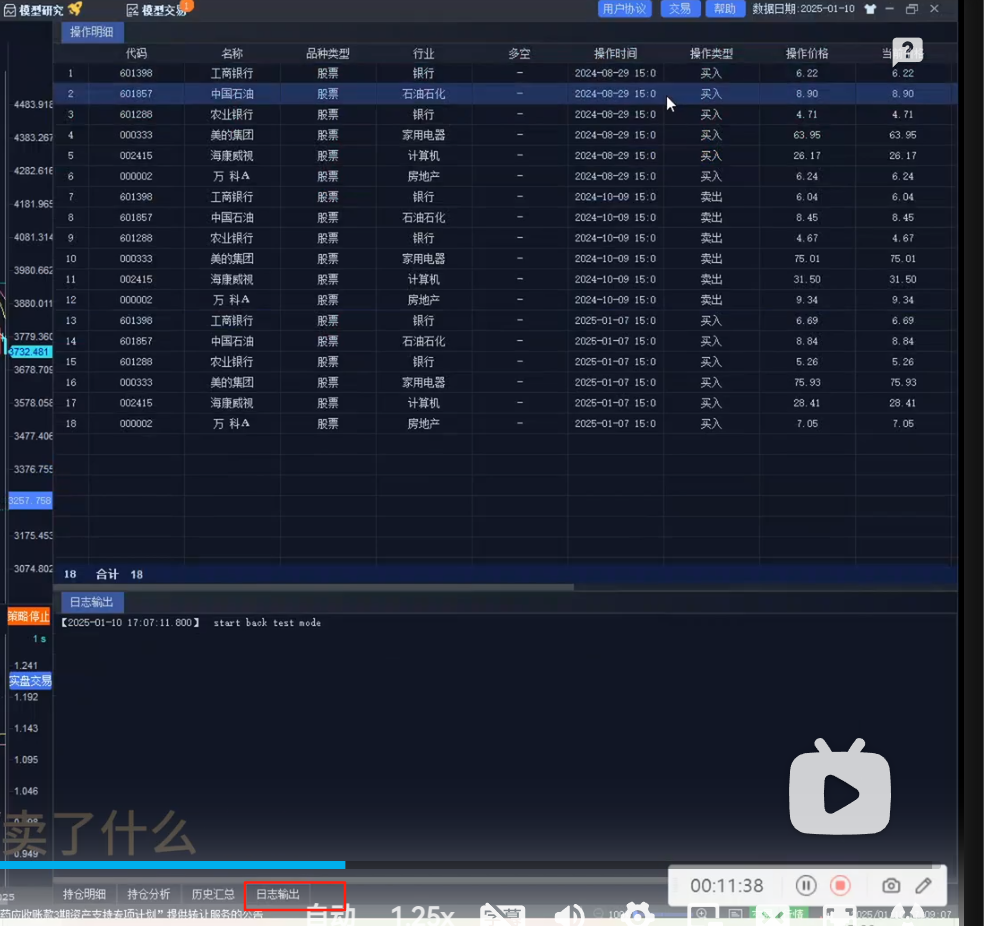 模型研究 模型交易 1 用户协议 交易 帮助 数据日期:2025-01-10
操作明细
代码 名称 品种类型 行业 多空 操作时间 操作类型 操作价格
1 601398 工商银行 股票 银行 - 2024-08-29 15:0 买入 6.22 6.22
2 601857 中国石油 股票 石油石化 - 2024-08-29 15:0 买入 8.90 8.90
3 601288 农业银行 股票 银行 - 2024-08-29 15:0 买入 4.71 4.71
4 000333 美的集团 股票 家用电器 - 2024-08-29 15:0 买入 63.95 63.95
5 002415 海康威视 股票 计算机 - 2024-08-29 15:0 买入 26.17 26.17
6 000002 万 科A 股票 房地产 - 2024-08-29 15:0 买入 6.24 6.24
7 601398 工商银行 股票 银行 - 2024-10-09 15:0 卖出 6.04 6.04
8 601857 中国石油 股票 石油石化 - 2024-10-09 15:0 卖出 8.45 8.45
9 601288 农业银行 股票 银行 - 2024-10-09 15:0 卖出 4.67 4.67
10 000333 美的集团 股票 家用电器 - 2024-10-09 15:0 卖出 75.01 75.01
11 002415 海康威视 股票 计算机 - 2024-10-09 15:0 卖出 31.50 31.50
12 000002 万 科A 股票 房地产 - 2024-10-09 15:0 卖出 9.34 9.34
13 601398 工商银行 股票 银行 - 2025-01-07 15:0 买入 6.69 6.69
14 601857 中国石油 股票 石油石化 - 2025-01-07 15:0 买入 8.84 8.84
15 601288 农业银行 股票 银行 - 2025-01-07 15:0 买入 5.26 5.26
16 000333 美的集团 股票 家用电器 - 2025-01-07 15:0 买入 75.93 75.93
17 002415 海康威视 股票 计算机 - 2025-01-07 15:0 买入 28.41 28.41
18 000002 万 科A 股票 房地产 - 2025-01-07 15:0 买入 7.05 7.05
18 合计 18
4483.918
4383.267
4282.616
4181.965
4081.314
3980.662
3880.011
3779.360
3732.481
3678.709
3578.058
3477.406
3376.755
3257.758
3175.453
3074.802
日志输出
【2025-01-10 17:07:11.800】 start back test mode
策略停止
1 s
1.241
实盘交易
1.192
1.143
1.095
1.046
0.949
卖了什么
00:11:38
持仓明细 持仓分析 历史汇总 日志输出
药应收账款3期资产支持专项计划”提供转让服务的公告
自动 1.25x